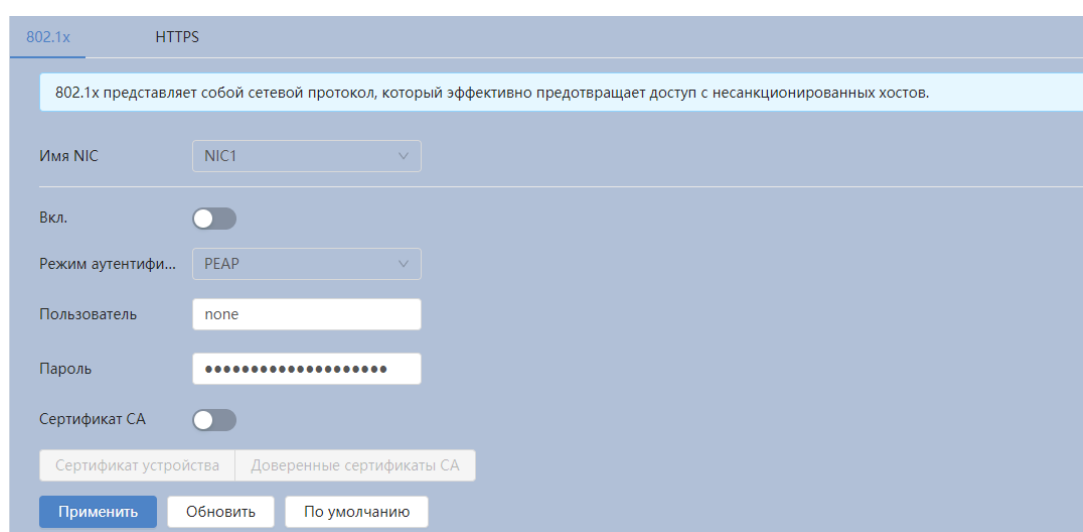 802.1x HTTPS
802.1x представляет собой сетевой протокол, который эффективно предотвращает доступ с несанкционированных хостов.
Имя NIC NIC1
Вкл.
Режим аутентифи... PEAP
Пользователь none
Пароль ••••••••••••••••••••
Сертификат CA
Сертификат устройства Доверенные сертификаты CA
Применить Обновить По умолчанию